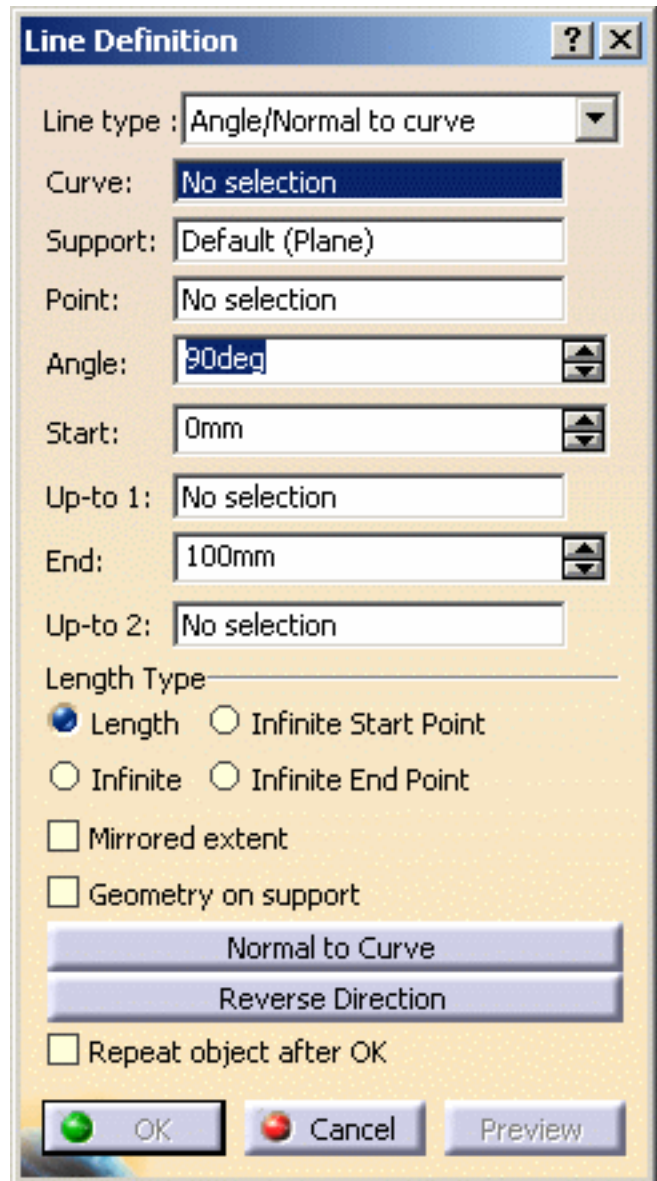 Line Definition
Line type : Angle/Normal to curve
Curve: No selection
Support: Default (Plane)
Point: No selection
Angle: 90deg
Start: 0mm
Up-to 1: No selection
End: 100mm
Up-to 2: No selection
Length Type
Length Infinite Start Point
Infinite Infinite End Point
Mirrored extent
Geometry on support
Normal to Curve
Reverse Direction
Repeat object after OK
OK Cancel Preview